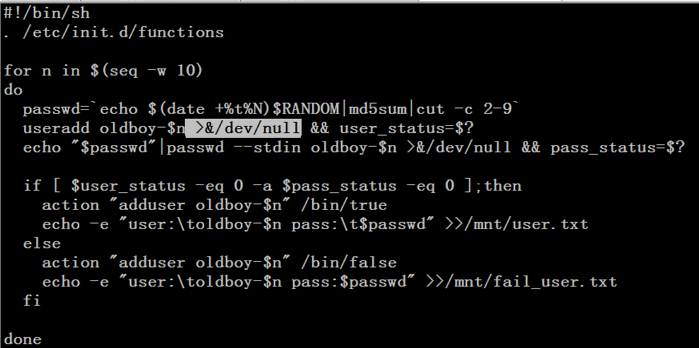 #!/bin/sh
. /etc/init.d/functions

for n in $(seq -w 10)
do
  passwd=`echo $(date +%t%N)$RANDOM|md5sum|cut -c 2-9`
  useradd oldboy-$n >&/dev/null && user_status=$?
  echo "$passwd"|passwd --stdin oldboy-$n >&/dev/null && pass_status=$?

  if [ $user_status -eq 0 -a $pass_status -eq 0 ];then
    action "adduser oldboy-$n" /bin/true
    echo -e "user:\toldboy-$n pass:\t$passwd" >>/mnt/user.txt
  else
    action "adduser oldboy-$n" /bin/false
    echo -e "user:\toldboy-$n pass:$passwd" >>/mnt/fail_user.txt
  fi

done